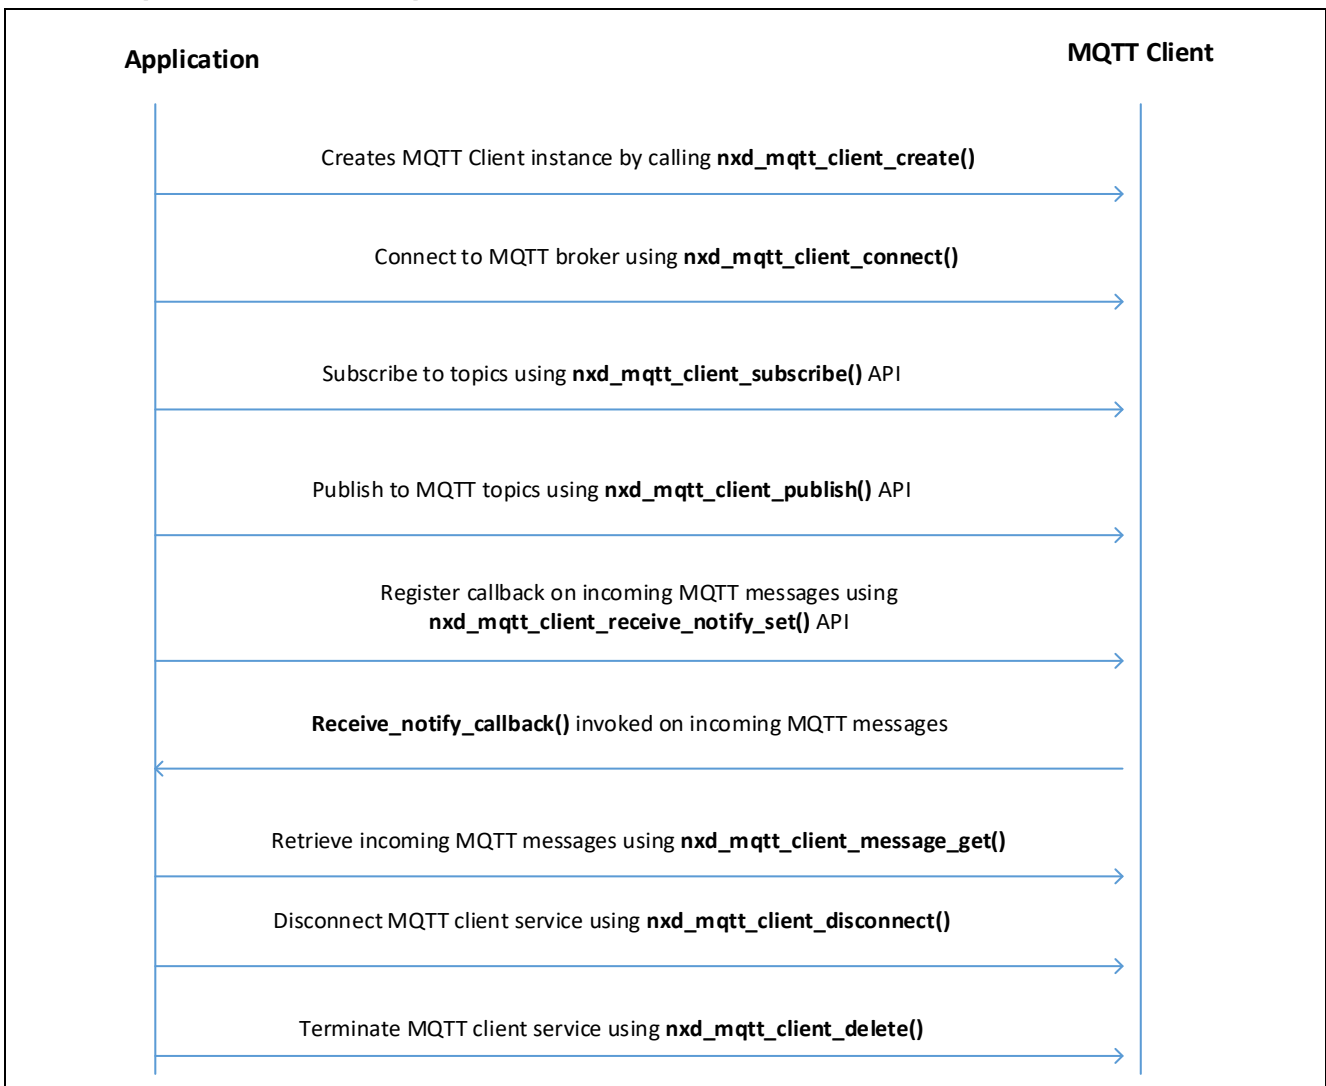 Application
MQTT Client
Creates MQTT Client instance by calling nxd_mqtt_client_create()
Connect to MQTT broker using nxd_mqtt_client_connect()
Subscribe to topics using nxd_mqtt_client_subscribe() API
Publish to MQTT topics using nxd_mqtt_client_publish() API
Register callback on incoming MQTT messages using
nxd_mqtt_client_receive_notify_set() API
Receive_notify_callback() invoked on incoming MQTT messages
Retrieve incoming MQTT messages using nxd_mqtt_client_message_get()
Disconnect MQTT client service using nxd_mqtt_client_disconnect()
Terminate MQTT client service using nxd_mqtt_client_delete()